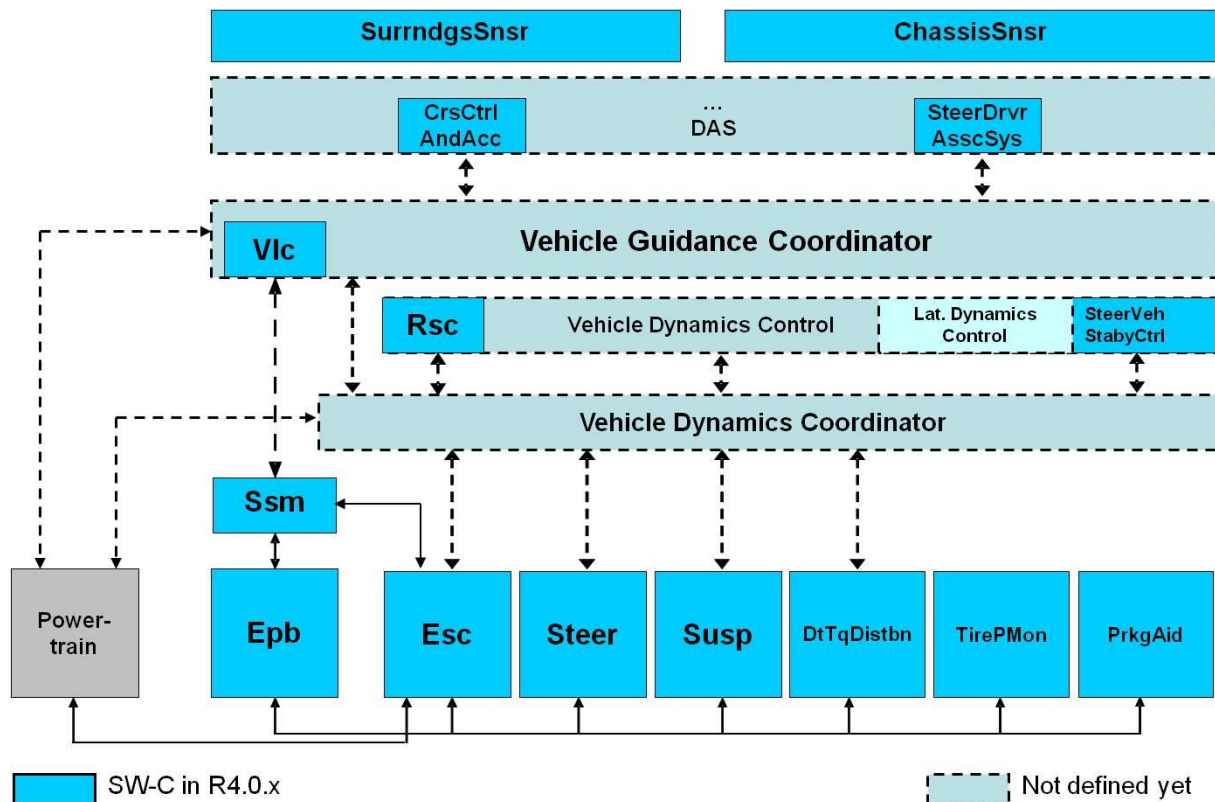 SurrndgsSnsr
ChassisSnsr
CrsCtrl
AndAcc
...
DAS
SteerDrvr
AsscSys
Vlc
Vehicle Guidance Coordinator
Rsc
Vehicle Dynamics Control
Lat. Dynamics
Control
SteerVeh
StabyCtrl
Vehicle Dynamics Coordinator
Ssm
Power-
train
Epb
Esc
Steer
Susp
DtTqDistbn
TirePMon
PrkgAid
SW-C in R4.0.x
Not defined yet